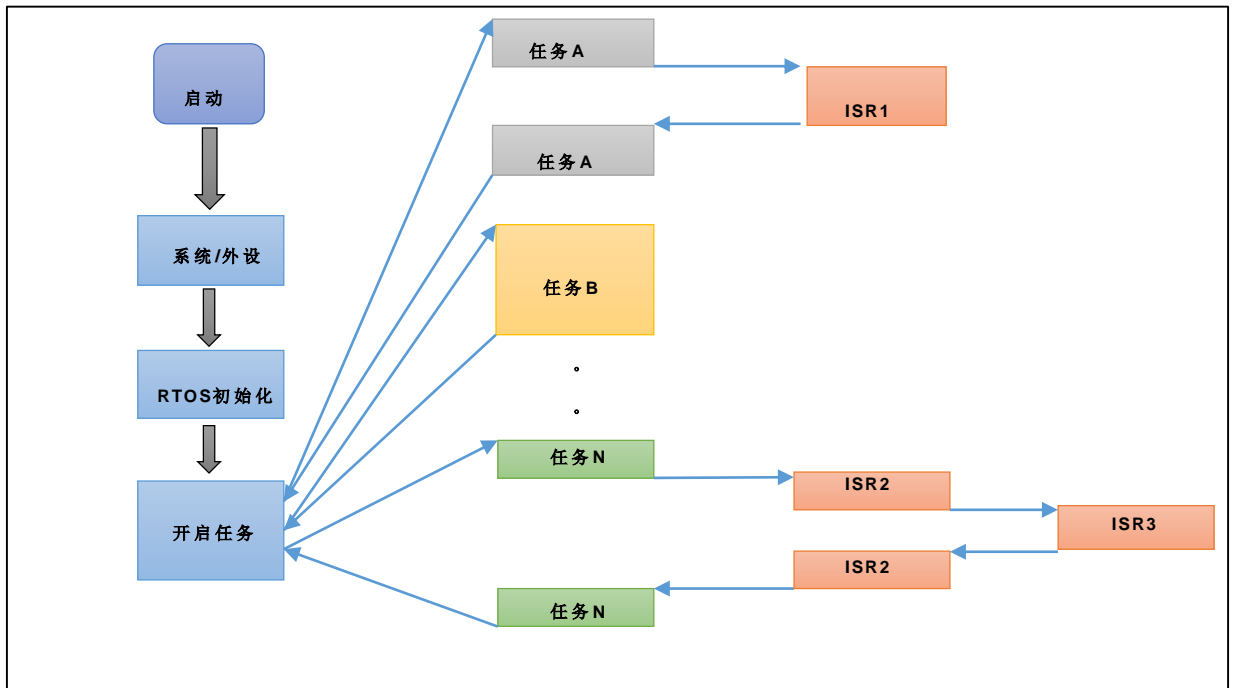 启动
系统/外设
RTOS初始化
开启任务
任务A
ISR1
任务A
任务B
。
。
任务N
ISR2
ISR3
ISR2
任务N